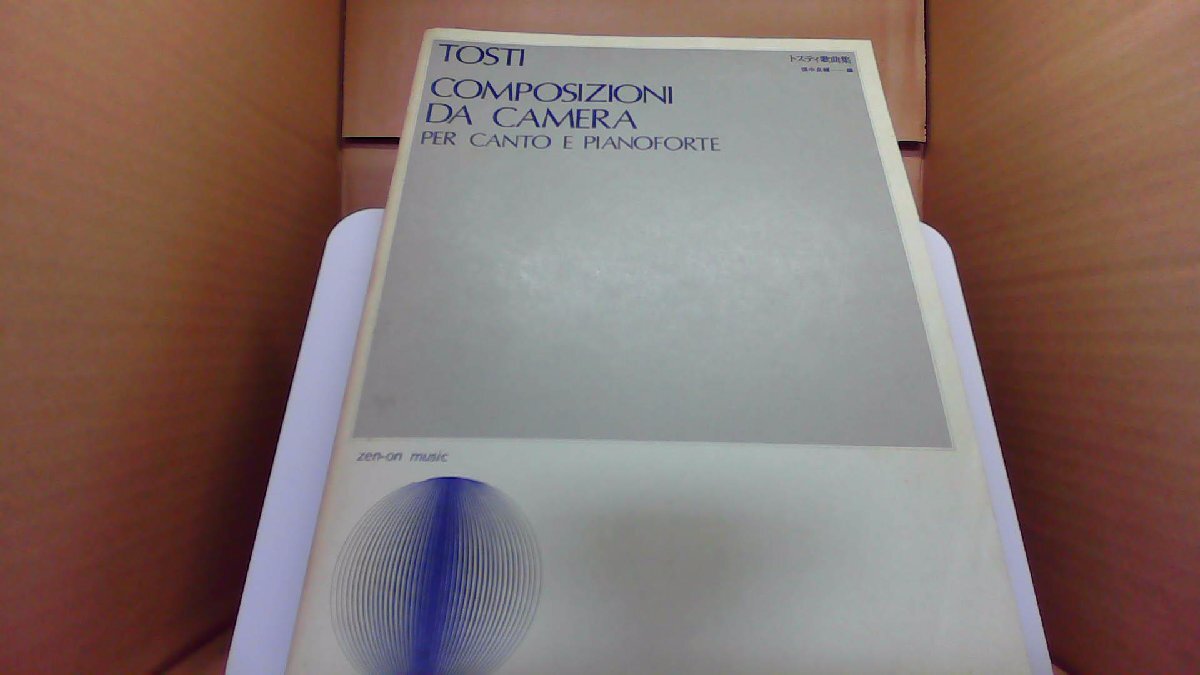 TOSTI
トスティ歌曲集
COMPOSIZIONI
DA CAMERA
PER CANTO E PIANOFORTE
zen-on music